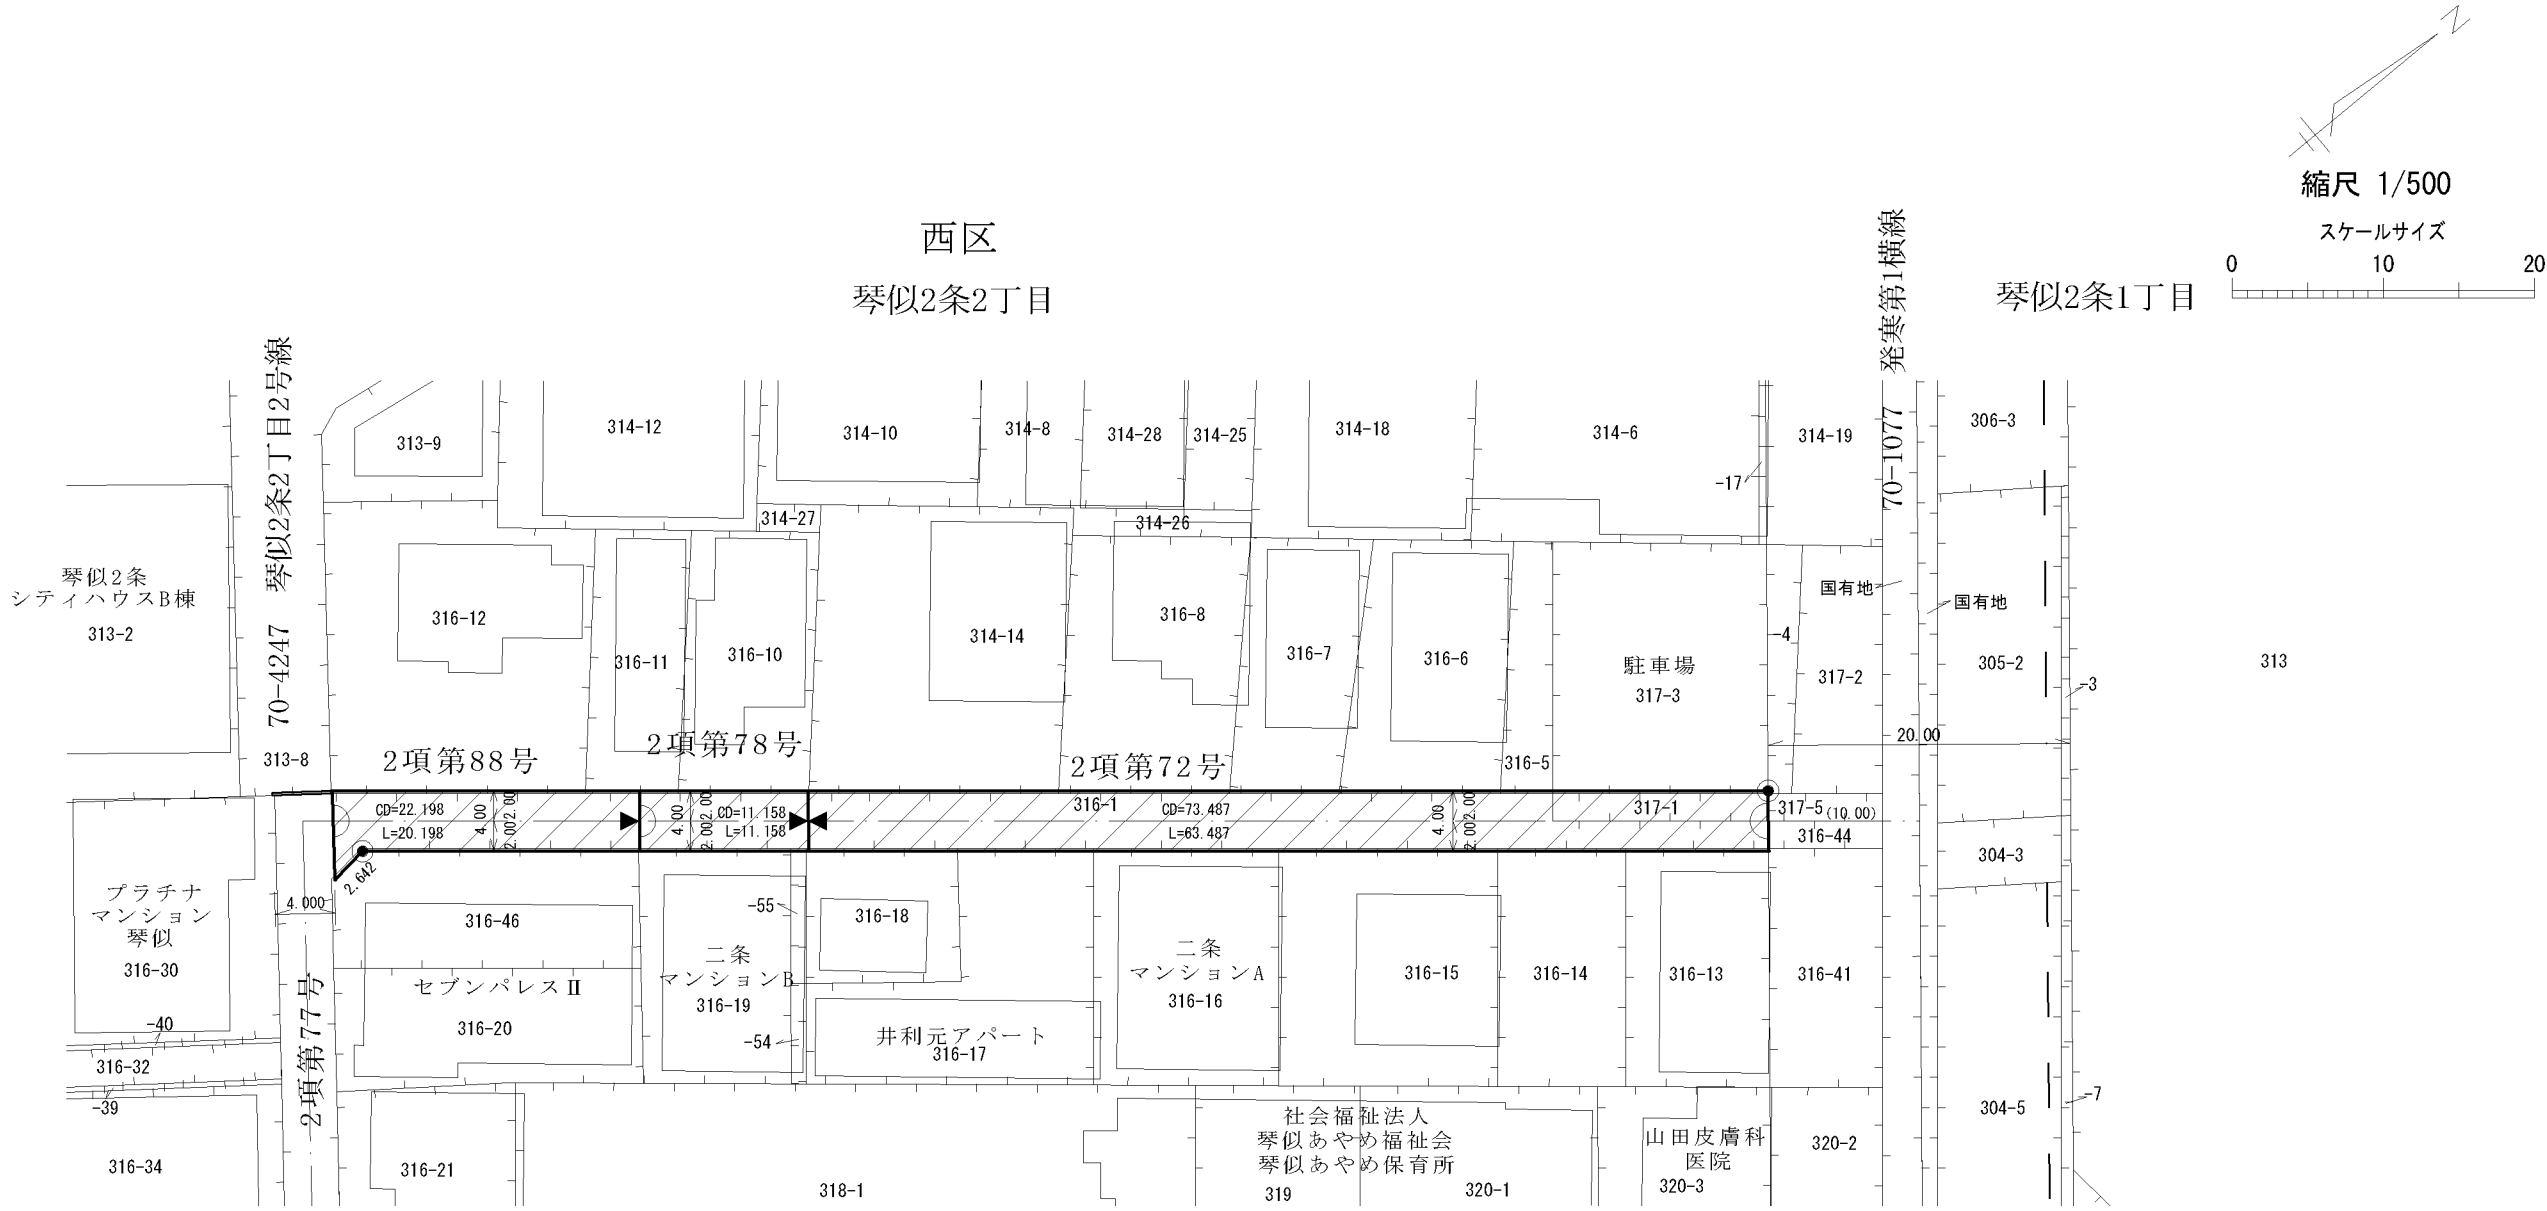 N
縮尺 1/500
スケールサイズ
0 10 20
西区
琴似2条2丁目
琴似2条1丁目
発寒第11横線
70-1077
琴似2条2丁目2号線
70-4247
313-9
314-12
314-10
314-8
314-28
314-25
314-18
314-6
314-19
306-3
-17
314-27
314-26
琴似2条
シティハウスB棟
313-2
316-12
316-11
316-10
314-14
316-8
316-7
316-6
駐車場
317-3
-4
国有地
国有地
317-2
305-2
313
-3
313-8
2項第88号
2項第78号
2項第72号
316-5
20.00
CD=22.198
L=20.198
4.00
2.00
2.00
CD=11.158
L=11.158
4.00
2.00
2.00
316-1
CD=73.487
L=63.487
4.00
2.00
2.00
317-1
317-5
(10.00)
316-44
304-3
2.642
4.000
プラチナ
マンション
琴似
316-30
316-46
セブンパレスⅡ
316-20
二条
マンションB
316-19
-55
-54
316-18
井利元アパート
316-17
二条
マンションA
316-16
316-15
316-14
316-13
316-41
2項第77号
-40
316-32
-39
316-34
316-21
318-1
社会福祉法人
琴似あやめ福祉会
琴似あやめ保育所
319
320-1
山田皮膚科
医院
320-3
320-2
304-5
-7